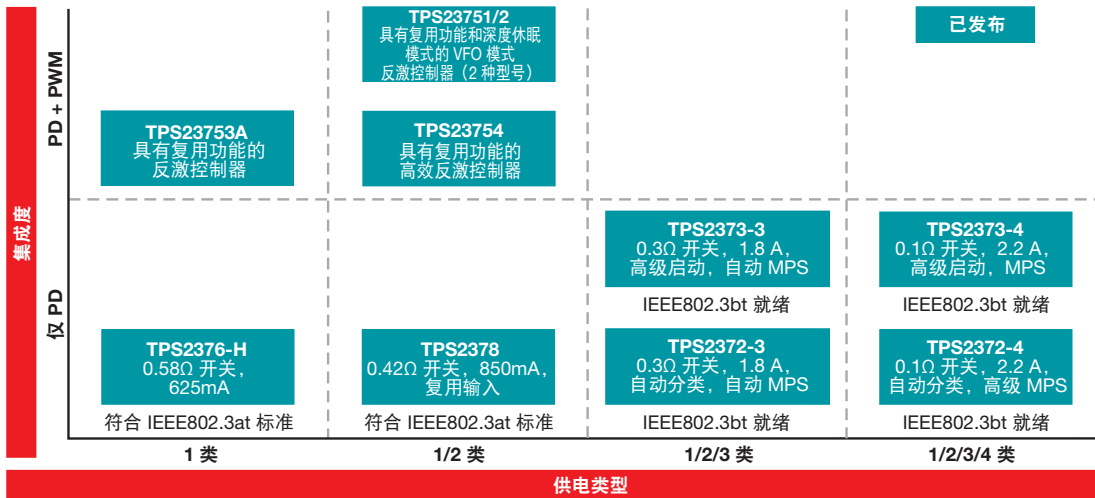 TPS23751/2
具有复用功能和深度休眠
模式的 VFO 模式
反激控制器（2 种型号）
已发布
PD + PWM
TPS23753A
具有复用功能的
反激控制器
TPS23754
具有复用功能的
高效反激控制器
集成度
仅 PD
TPS2373-3
0.3Ω 开关，1.8 A，
高级启动，自动 MPS
IEEE802.3bt 就绪
TPS2373-4
0.1Ω 开关，2.2 A，
高级启动，MPS
IEEE802.3bt 就绪
TPS2376-H
0.58Ω 开关，
625mA
符合 IEEE802.3at 标准
TPS2378
0.42Ω 开关，850mA，
复用输入
符合 IEEE802.3at 标准
TPS2372-3
0.3Ω 开关，1.8 A，
自动分类，自动 MPS
IEEE802.3bt 就绪
TPS2372-4
0.1Ω 开关，2.2 A，
自动分类，高级 MPS
IEEE802.3bt 就绪
1 类
1/2 类
1/2/3 类
1/2/3/4 类
供电类型